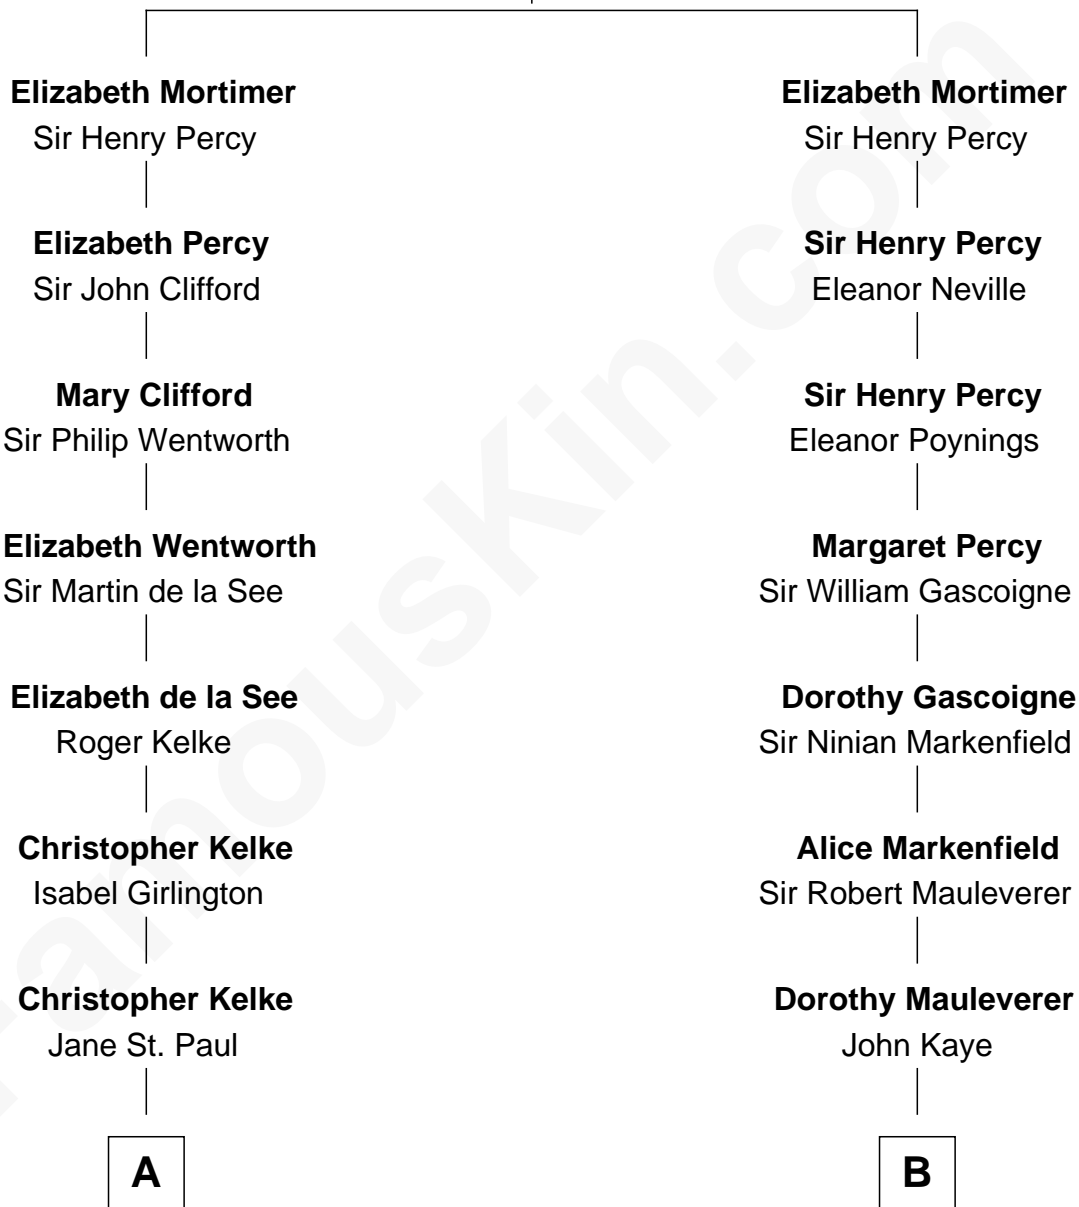 Elizabeth Mortimer
Sir Henry Percy
Elizabeth Percy
Sir John Clifford
Mary Clifford
Sir Philip Wentworth
Elizabeth Wentworth
Sir Martin de la See
Elizabeth de la See
Roger Kelke
Christopher Kelke
Isabel Girlington
Christopher Kelke
Jane St. Paul
A
Elizabeth Mortimer
Sir Henry Percy
Sir Henry Percy
Eleanor Neville
Sir Henry Percy
Eleanor Poynings
Margaret Percy
Sir William Gascoigne
Dorothy Gascoigne
Sir Ninian Markenfield
Alice Markenfield
Sir Robert Mauleverer
Dorothy Mauleverer
John Kaye
B
FamousKin.com